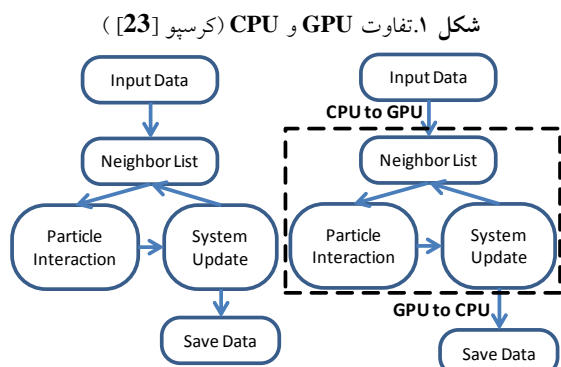 شکل ۱.تفاوت GPU و CPU (کرسپو [23] )
Input Data
Neighbor List
Particle
Interaction
System
Update
Save Data
Input Data
CPU to GPU
Neighbor List
Particle
Interaction
System
Update
GPU to CPU
Save Data